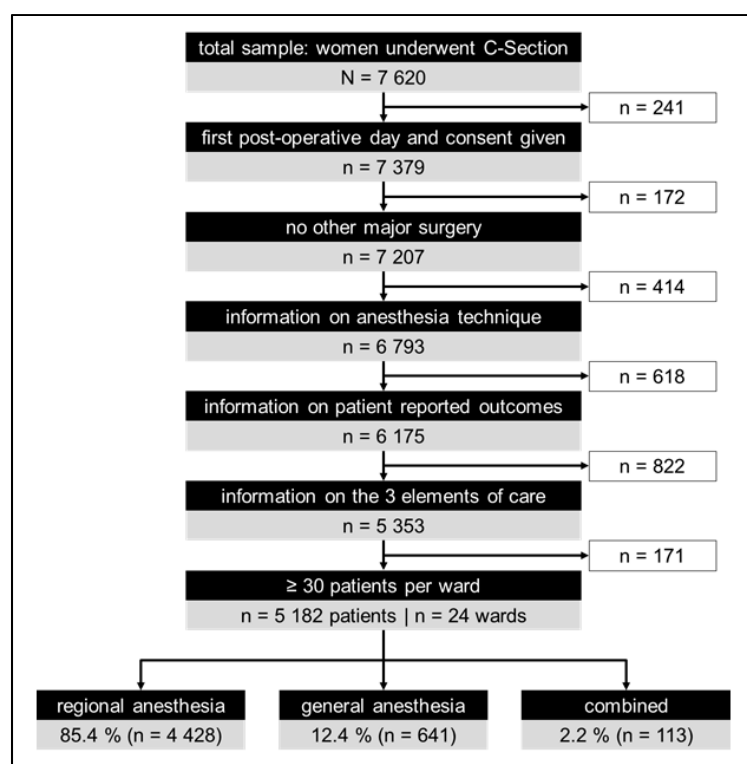 total sample: women underwent C-Section
N = 7 620
n = 241
first post-operative day and consent given
n = 7 379
n = 172
no other major surgery
n = 7 207
n = 414
information on anesthesia technique
n = 6 793
n = 618
information on patient reported outcomes
n = 6 175
n = 822
information on the 3 elements of care
n = 5 353
n = 171
≥ 30 patients per ward
n = 5 182 patients | n = 24 wards
regional anesthesia
85.4 % (n = 4 428)
general anesthesia
12.4 % (n = 641)
combined
2.2 % (n = 113)